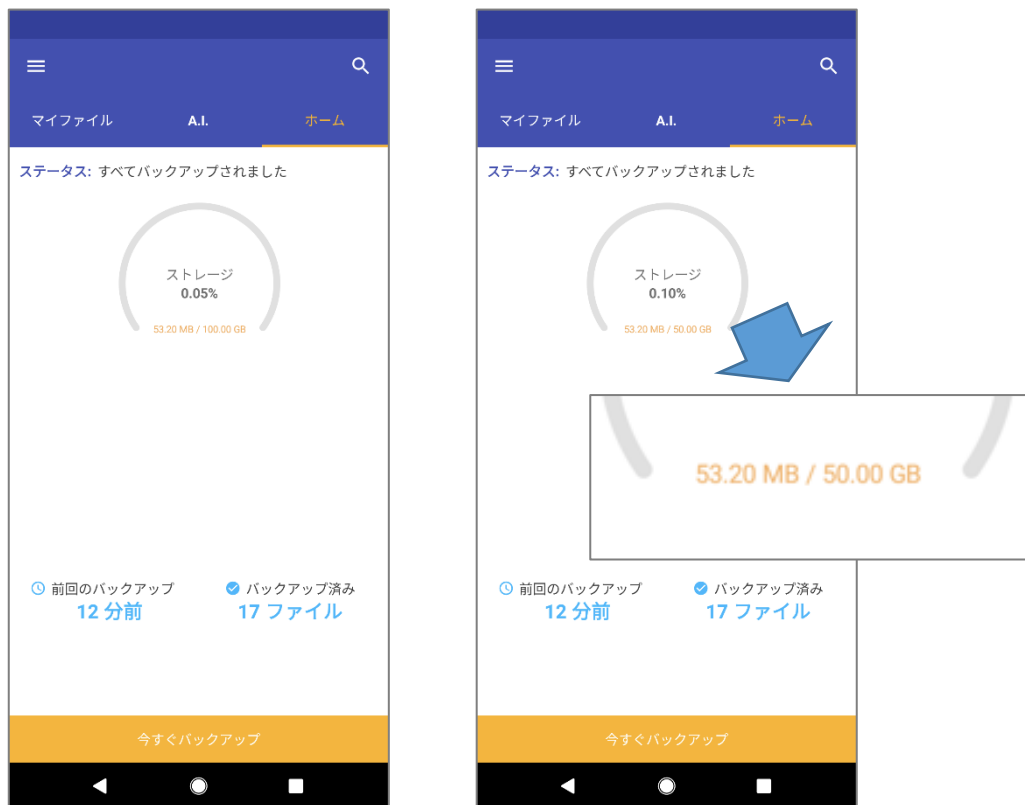 マイファイル A.I. ホーム
ステータス: すべてバックアップされました
ストレージ
0.05%
53.20 MB / 100.00 GB
前回のバックアップ バックアップ済み
12 分前 17 ファイル
今すぐバックアップ
マイファイル A.I. ホーム
ステータス: すべてバックアップされました
ストレージ
0.10%
53.20 MB / 50.00 GB
53.20 MB / 50.00 GB
前回のバックアップ バックアップ済み
12 分前 17 ファイル
今すぐバックアップ